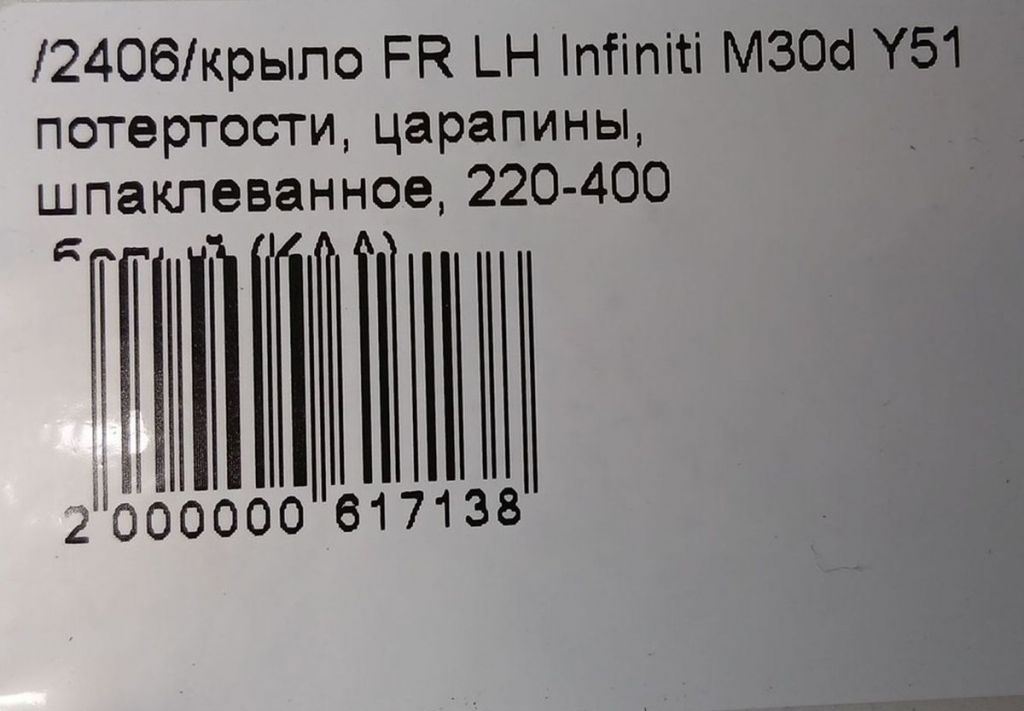 /2406/крыло FR LH Infiniti M30d Y51
потертости, царапины,
шпаклеванное, 220-400
2 000000 617138